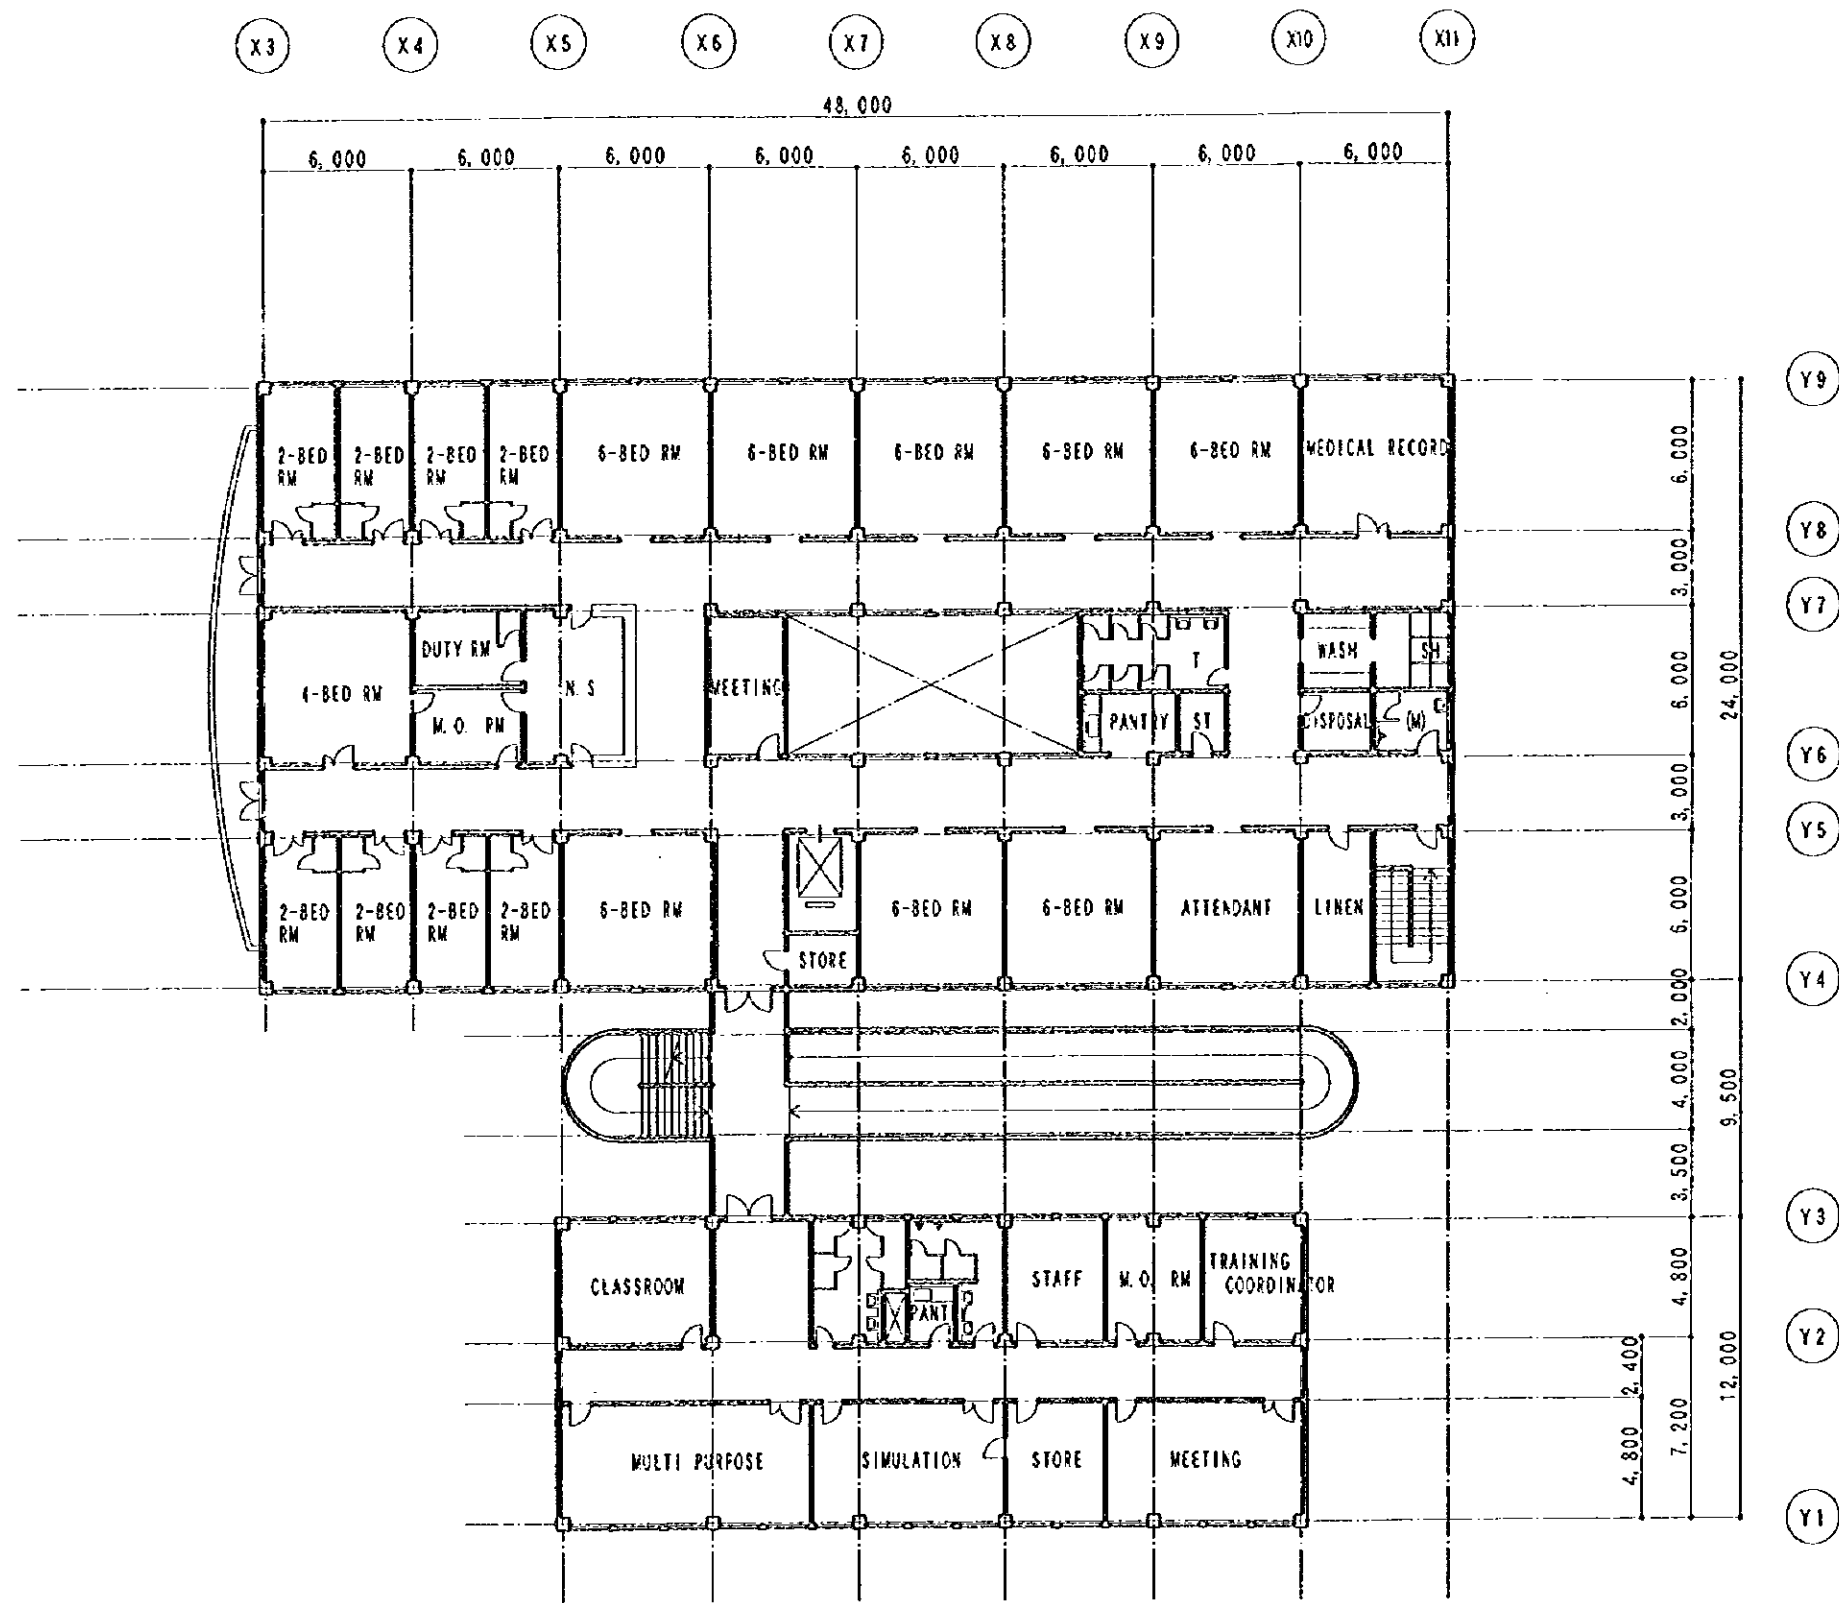 X3 X4 X5 X6 X7 X8 X9 X10 X11
48,000
6,000 6,000 6,000 6,000 6,000 6,000 6,000 6,000
Y9
2-BED RM
2-BED RM
2-BED RM
2-BED RM
6-BED RM
6-BED RM
6-BED RM
6-BED RM
6-BED RM
MEDICAL RECORD
6,000
Y8
3,000
Y7
4-BED RM
DUTY RM
M.O. RM
N.S
MEETING
T
PANTRY
ST
WASH
SH
DISPOSAL
(M)
6,000
24,000
Y6
3,000
Y5
2-BED RM
2-BED RM
2-BED RM
2-BED RM
6-BED RM
STORE
6-BED RM
6-BED RM
ATTENDANT
LINEN
6,000
Y4
2,000
4,000
9,500
3,500
Y3
CLASSROOM
PANT
STAFF
M.O. RM
TRAINING
4,800
Y2
2,400
12,000
MULTI PURPOSE
SIMULATION
STORE
MEETING
4,800
7,200
Y1